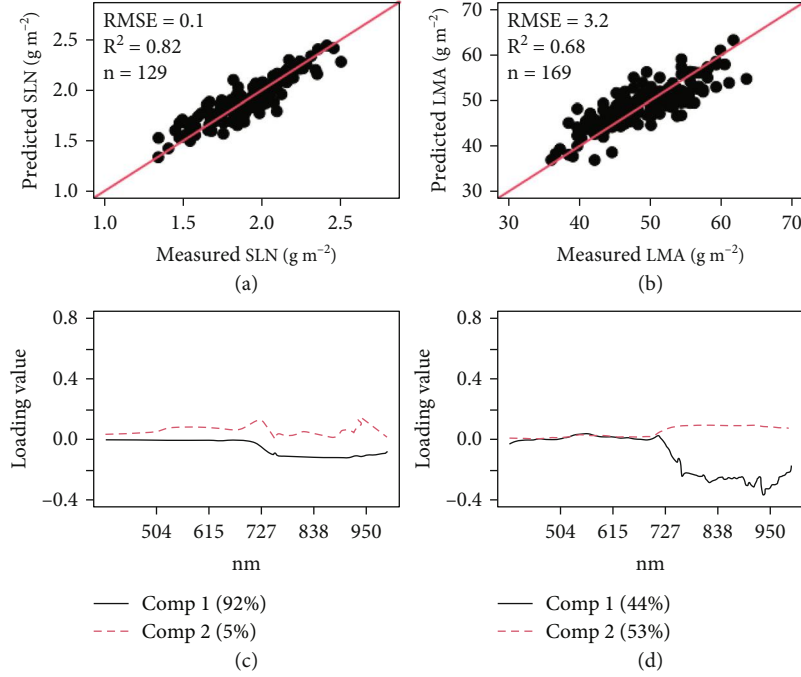 RMSE = 0.1
R² = 0.82
n = 129
Predicted SLN (g m⁻²)
2.5
2.0
1.5
1.0
1.0 1.5 2.0 2.5
Measured SLN (g m⁻²)
(a)
RMSE = 3.2
R² = 0.68
n = 169
Predicted LMA (g m⁻²)
70
60
50
40
30
30 40 50 60 70
Measured LMA (g m⁻²)
(b)
Loading value
0.8
0.4
0.0
–0.4
504 615 727 838 950
nm
Comp 1 (92%)
Comp 2 (5%)
(c)
Loading value
0.8
0.4
0.0
–0.4
504 615 727 838 950
nm
Comp 1 (44%)
Comp 2 (53%)
(d)